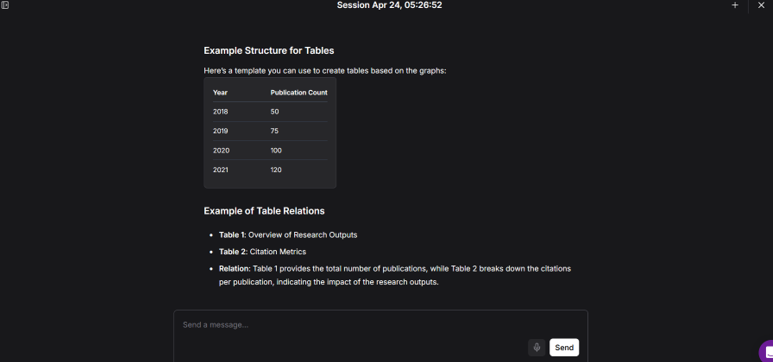 Session Apr 24, 05:26:52
Example Structure for Tables
Here's a template you can use to create tables based on the graphs:
Year Publication Count
2018 50
2019 75
2020 100
2021 120
Example of Table Relations
• Table 1: Overview of Research Outputs
• Table 2: Citation Metrics
• Relation: Table 1 provides the total number of publications, while Table 2 breaks down the citations
per publication, indicating the impact of the research outputs.
Send a message...
Send